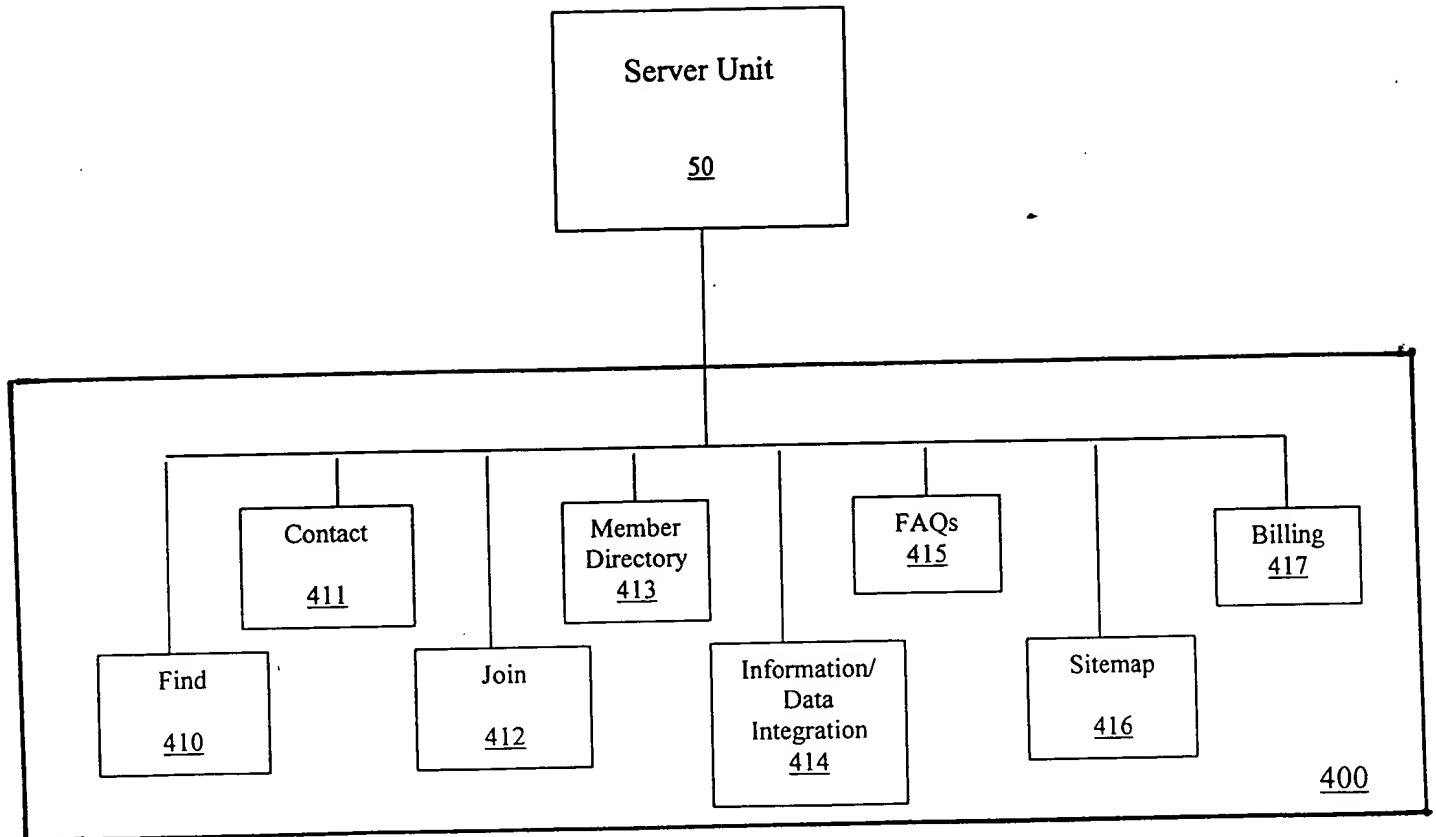 Server Unit
50
Contact
411
Member
Directory
413
FAQs
415
Billing
417
Find
410
Join
412
Information/
Data
Integration
414
Sitemap
416
400